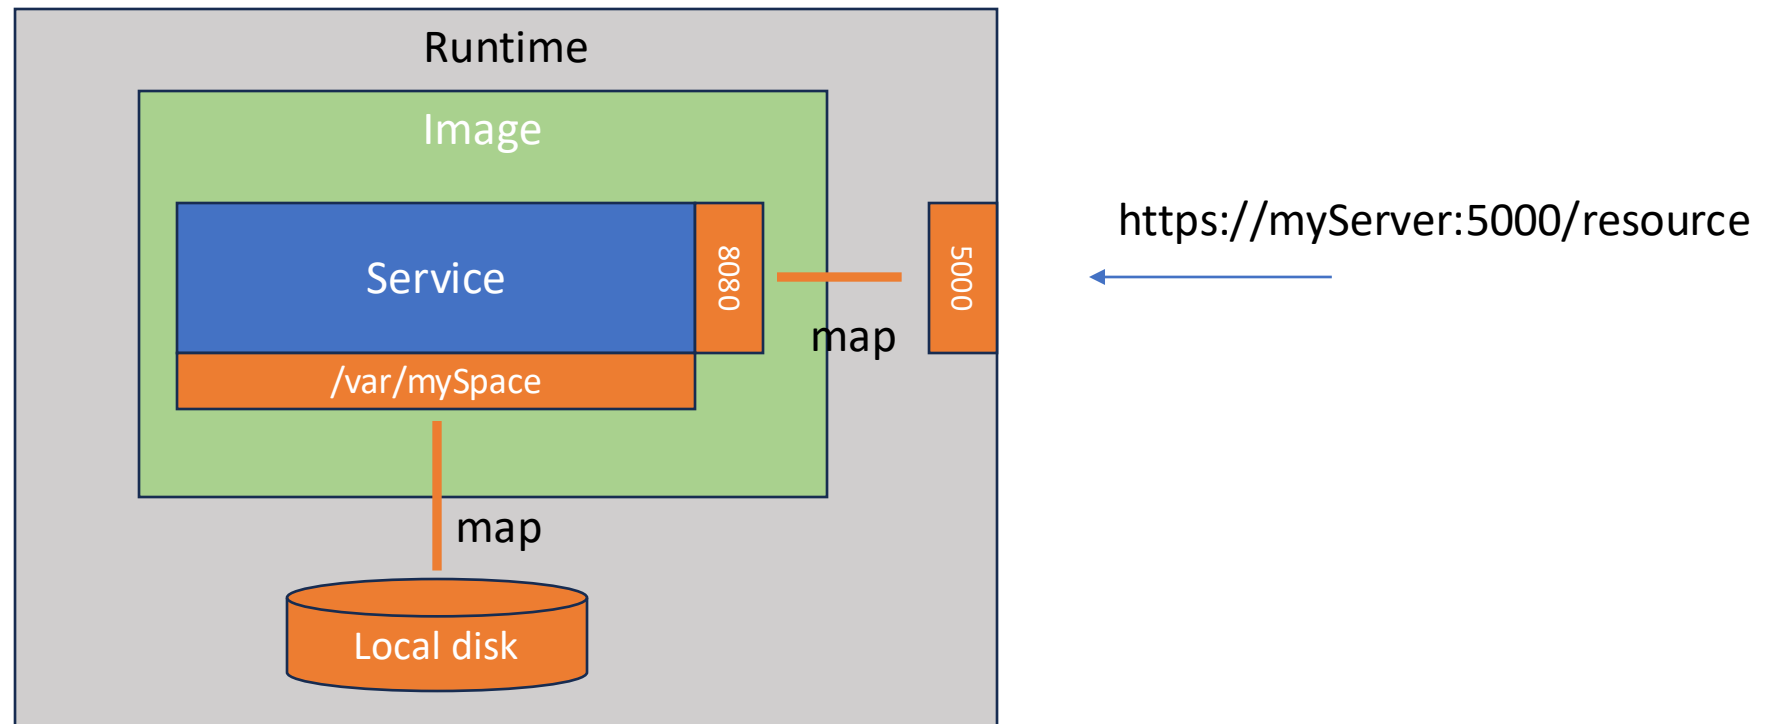 Runtime
Image
https://myServer:5000/resource
Service
8080
5000
map
/var/mySpace
map
Local disk